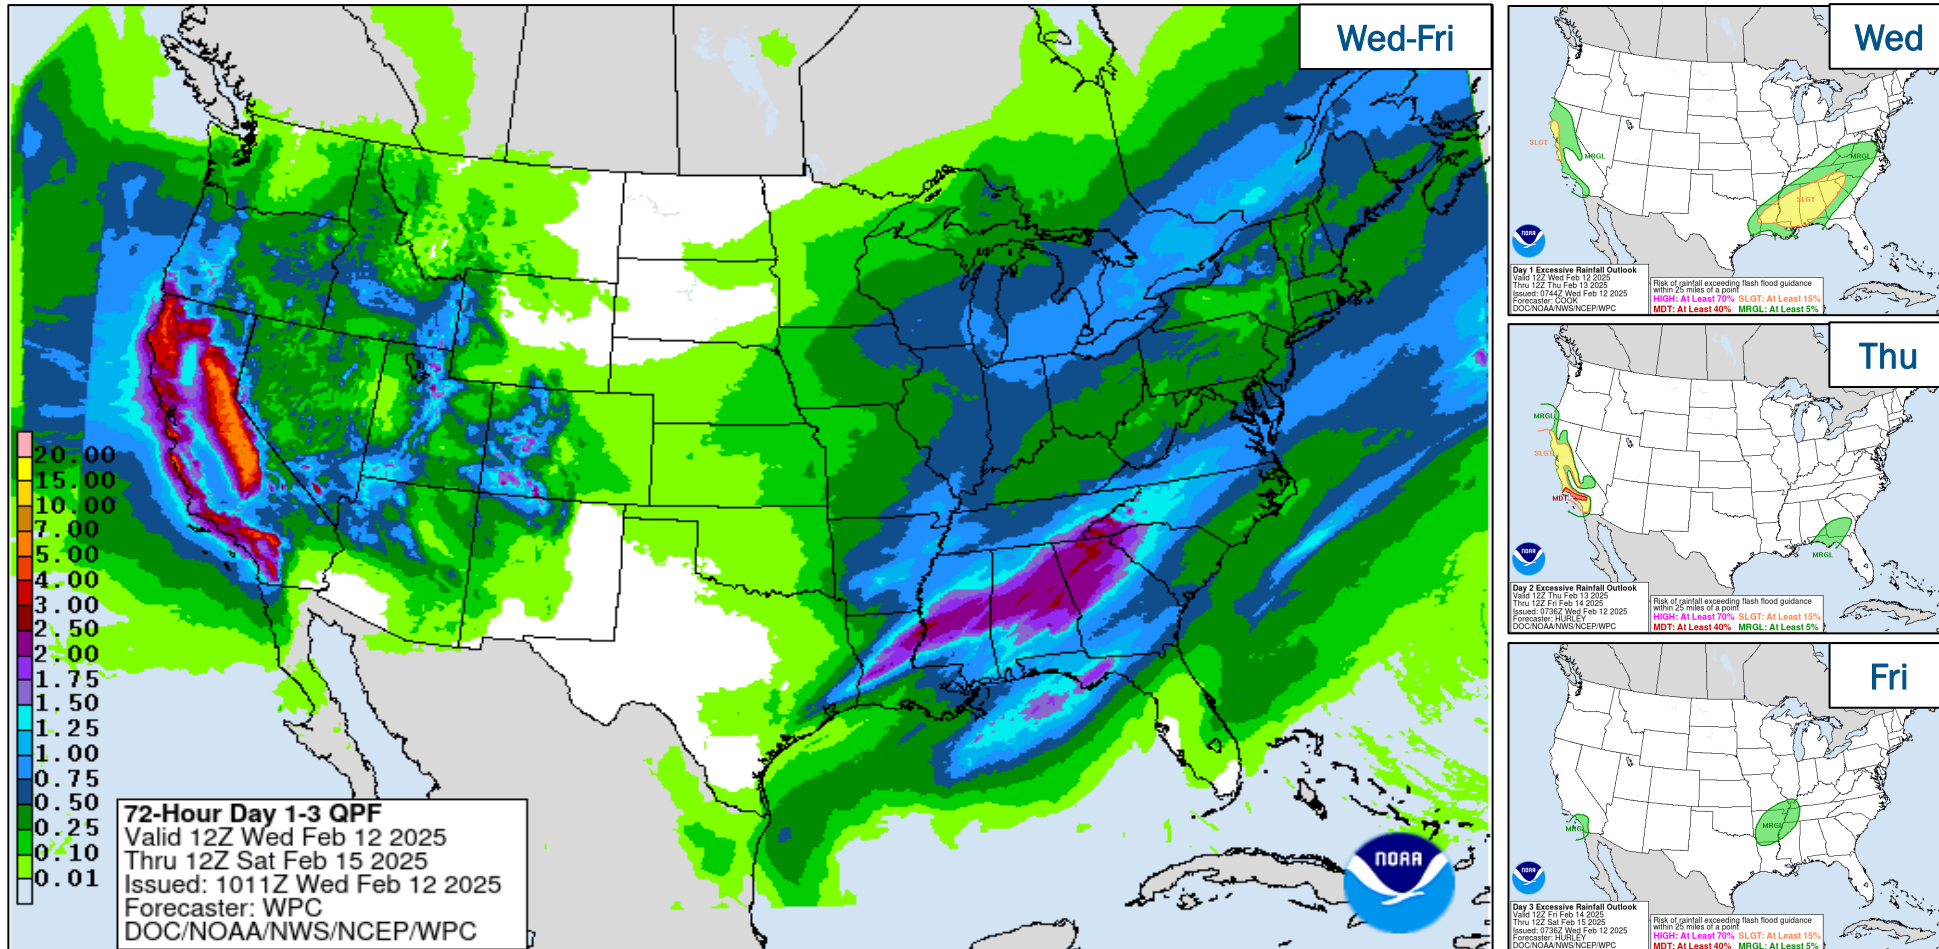 Wed-Fri
20.00
15.00
10.00
7.00
5.00
4.00
3.00
2.50
2.00
1.75
1.50
1.25
1.00
0.75
0.50
0.25
0.10
0.01
72-Hour Day 1-3 QPF
Valid 12Z Wed Feb 12 2025
Thru 12Z Sat Feb 15 2025
Issued: 1011Z Wed Feb 12 2025
Forecaster: WPC
DOC/NOAA/NWS/NCEP/WPC
NOAA
Wed
SLGT
MRGL
MRGL
SLGT
NOAA
Day 1 Excessive Rainfall Outlook
Valid 12Z Wed Feb 12 2025
Thru 12Z Thu Feb 13 2025
Issued: 0744Z Wed Feb 12 2025
Forecaster: COOK
DOC/NOAA/NWS/NCEP/WPC
Risk of rainfall exceeding flash flood guidance
within 25 miles of a point
HIGH: At Least 70% SLGT: At Least 15%
MDT: At Least 40% MRGL: At Least 5%
Thu
MRGL
SLGT
MDT
MRGL
NOAA
Day 2 Excessive Rainfall Outlook
Valid 12Z Thu Feb 13 2025
Thru 12Z Fri Feb 14 2025
Issued: 0736Z Wed Feb 12 2025
Forecaster: HURLEY
DOC/NOAA/NWS/NCEP/WPC
Risk of rainfall exceeding flash flood guidance
within 25 miles of a point
HIGH: At Least 70% SLGT: At Least 15%
MDT: At Least 40% MRGL: At Least 5%
Fri
MRGL
MRGL
NOAA
Day 3 Excessive Rainfall Outlook
Valid 12Z Fri Feb 14 2025
Thru 12Z Sat Feb 15 2025
Issued: 0736Z Wed Feb 12 2025
Forecaster: HURLEY
DOC/NOAA/NWS/NCEP/WPC
Risk of rainfall exceeding flash flood guidance
within 25 miles of a point
HIGH: At Least 70% SLGT: At Least 15%
MDT: At Least 40% MRGL: At Least 5%